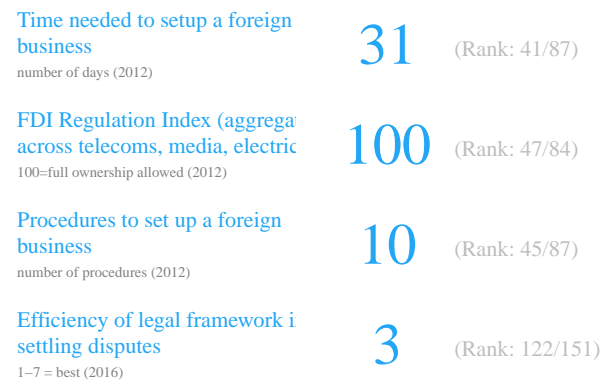 Time needed to setup a foreign
business
number of days (2012)
31
(Rank: 41/87)
FDI Regulation Index (aggregat
across telecoms, media, electric
100=full ownership allowed (2012)
100
(Rank: 47/84)
Procedures to set up a foreign
business
number of procedures (2012)
10
(Rank: 45/87)
Efficiency of legal framework i
settling disputes
1–7 = best (2016)
3
(Rank: 122/151)